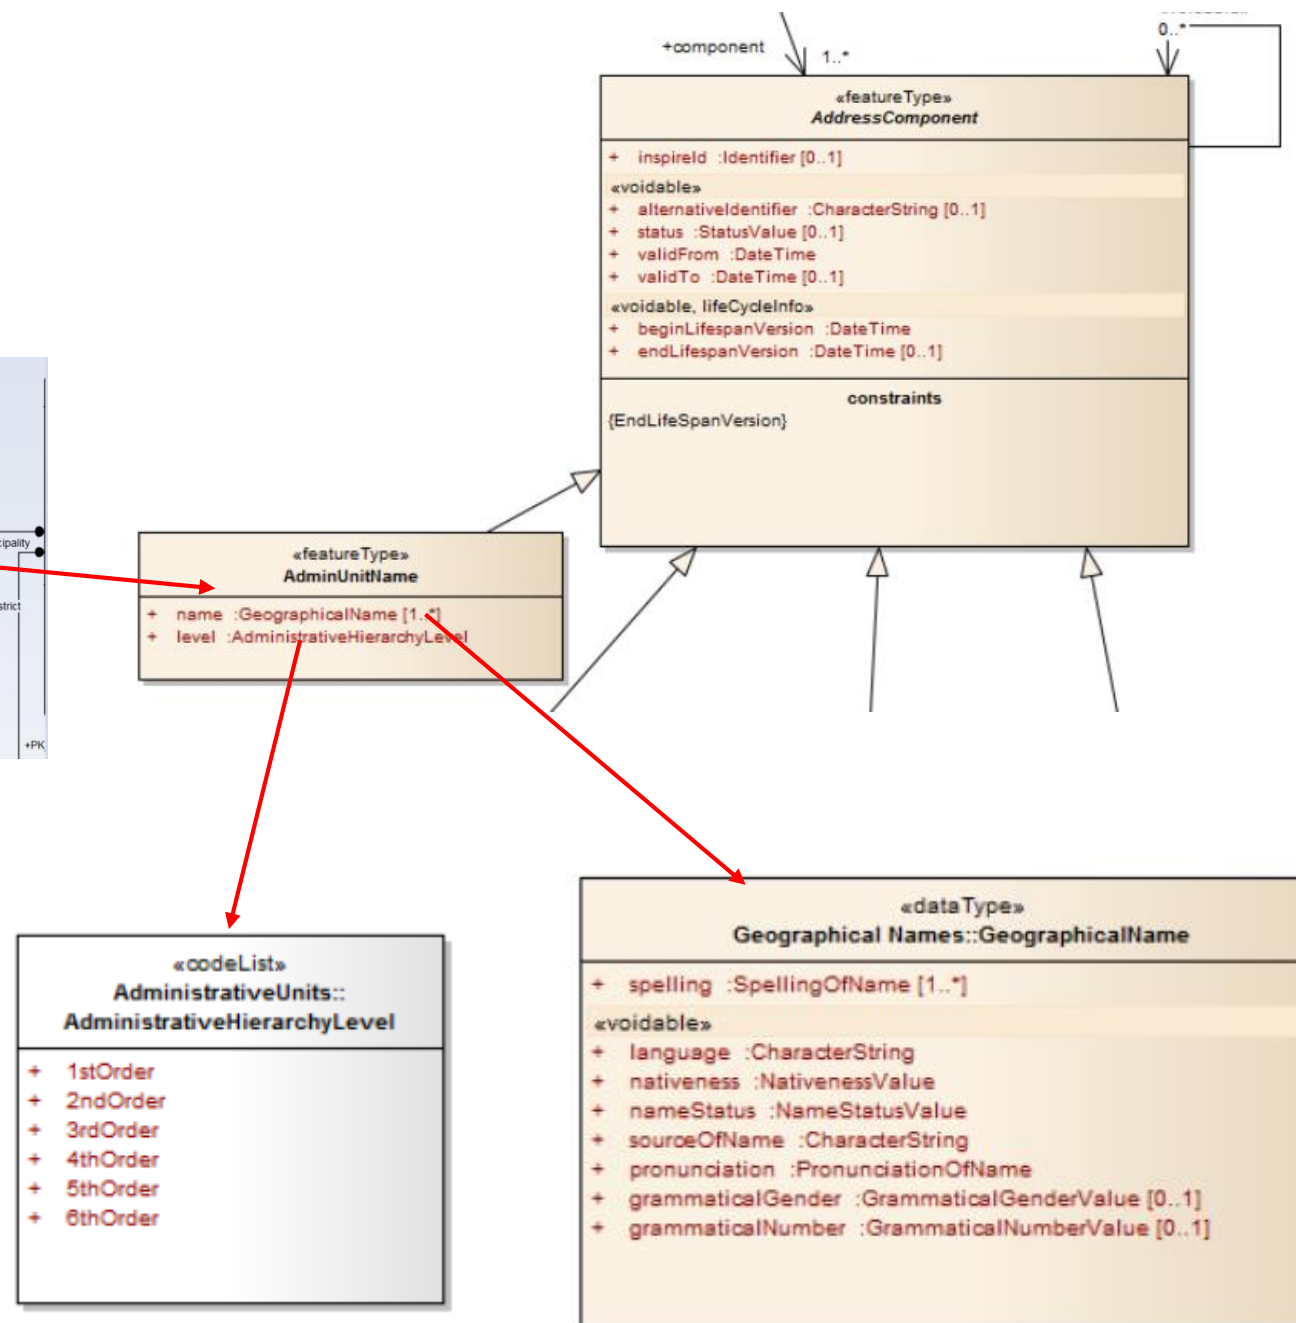 0..*
+component
1..*
«featureType»
AddressComponent
+ inspireId :Identifier [0..1]
«voidable»
+ alternativeIdentifier :CharacterString [0..1]
+ status :StatusValue [0..1]
+ validFrom :DateTime
+ validTo :DateTime [0..1]
«voidable, lifeCycleInfo»
+ beginLifespanVersion :DateTime
+ endLifespanVersion :DateTime [0..1]
constraints
{EndLifeSpanVersion}
cipality
strict
+PK
«featureType»
AdminUnitName
+ name :GeographicalName [1..*]
+ level :AdministrativeHierarchyLevel
«codeList»
AdministrativeUnits::
AdministrativeHierarchyLevel
+ 1stOrder
+ 2ndOrder
+ 3rdOrder
+ 4thOrder
+ 5thOrder
+ 6thOrder
«dataType»
Geographical Names::GeographicalName
+ spelling :SpellingOfName [1..*]
«voidable»
+ language :CharacterString
+ nativeness :NativenessValue
+ nameStatus :NameStatusValue
+ sourceOfName :CharacterString
+ pronunciation :PronunciationOfName
+ grammaticalGender :GrammaticalGenderValue [0..1]
+ grammaticalNumber :GrammaticalNumberValue [0..1]